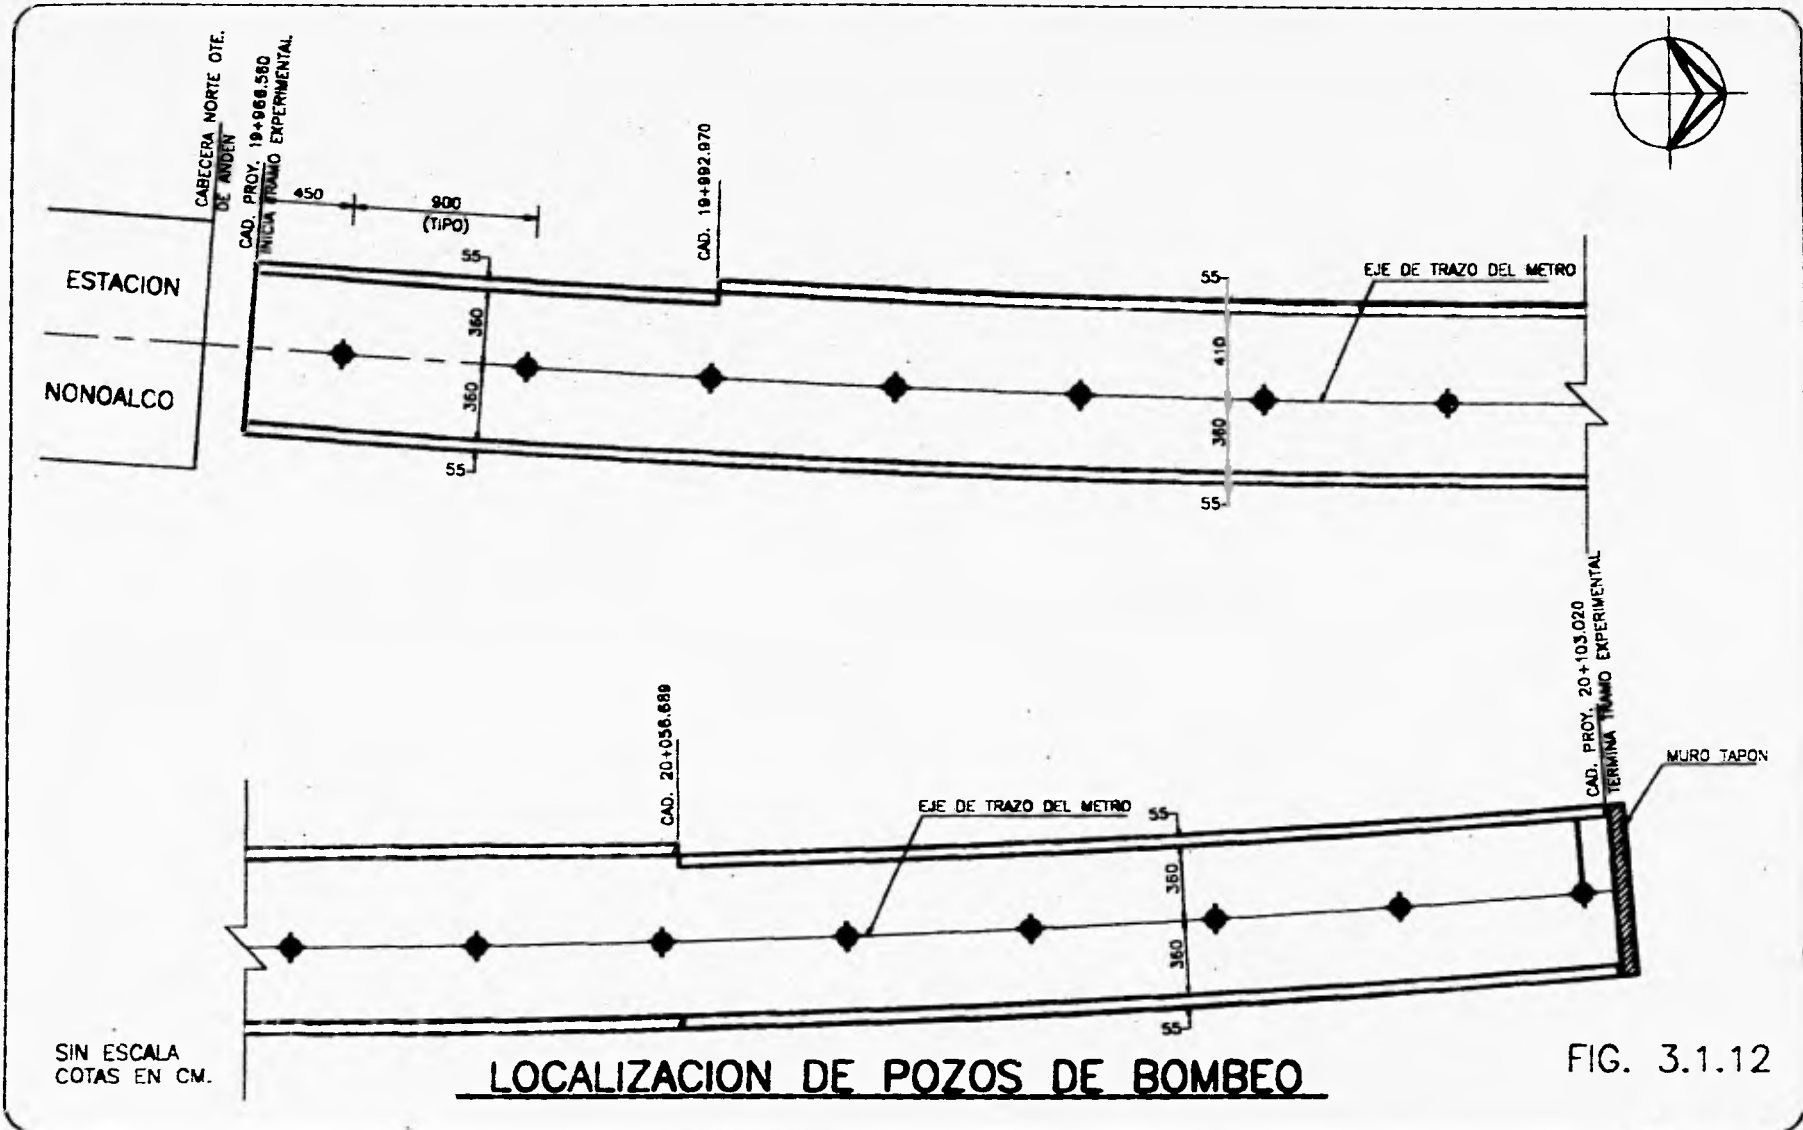 CABECERA NORTE OTE.
DE ANDEN
CAD. PROY. 19+966.560
INICIA TRAMO EXPERIMENTAL
450
900
(TIPO)
CAD. 19+992.970
ESTACION
NONOALCO
55
360
360
55
55
410
360
55
EJE DE TRAZO DEL METRO
CAD. 20+056.689
EJE DE TRAZO DEL METRO
55
360
360
55
CAD. PROY. 20+103.020
TERMINA TRAMO EXPERIMENTAL
MURO TAPON
SIN ESCALA
COTAS EN CM.
LOCALIZACION DE POZOS DE BOMBEO
FIG. 3.1.12